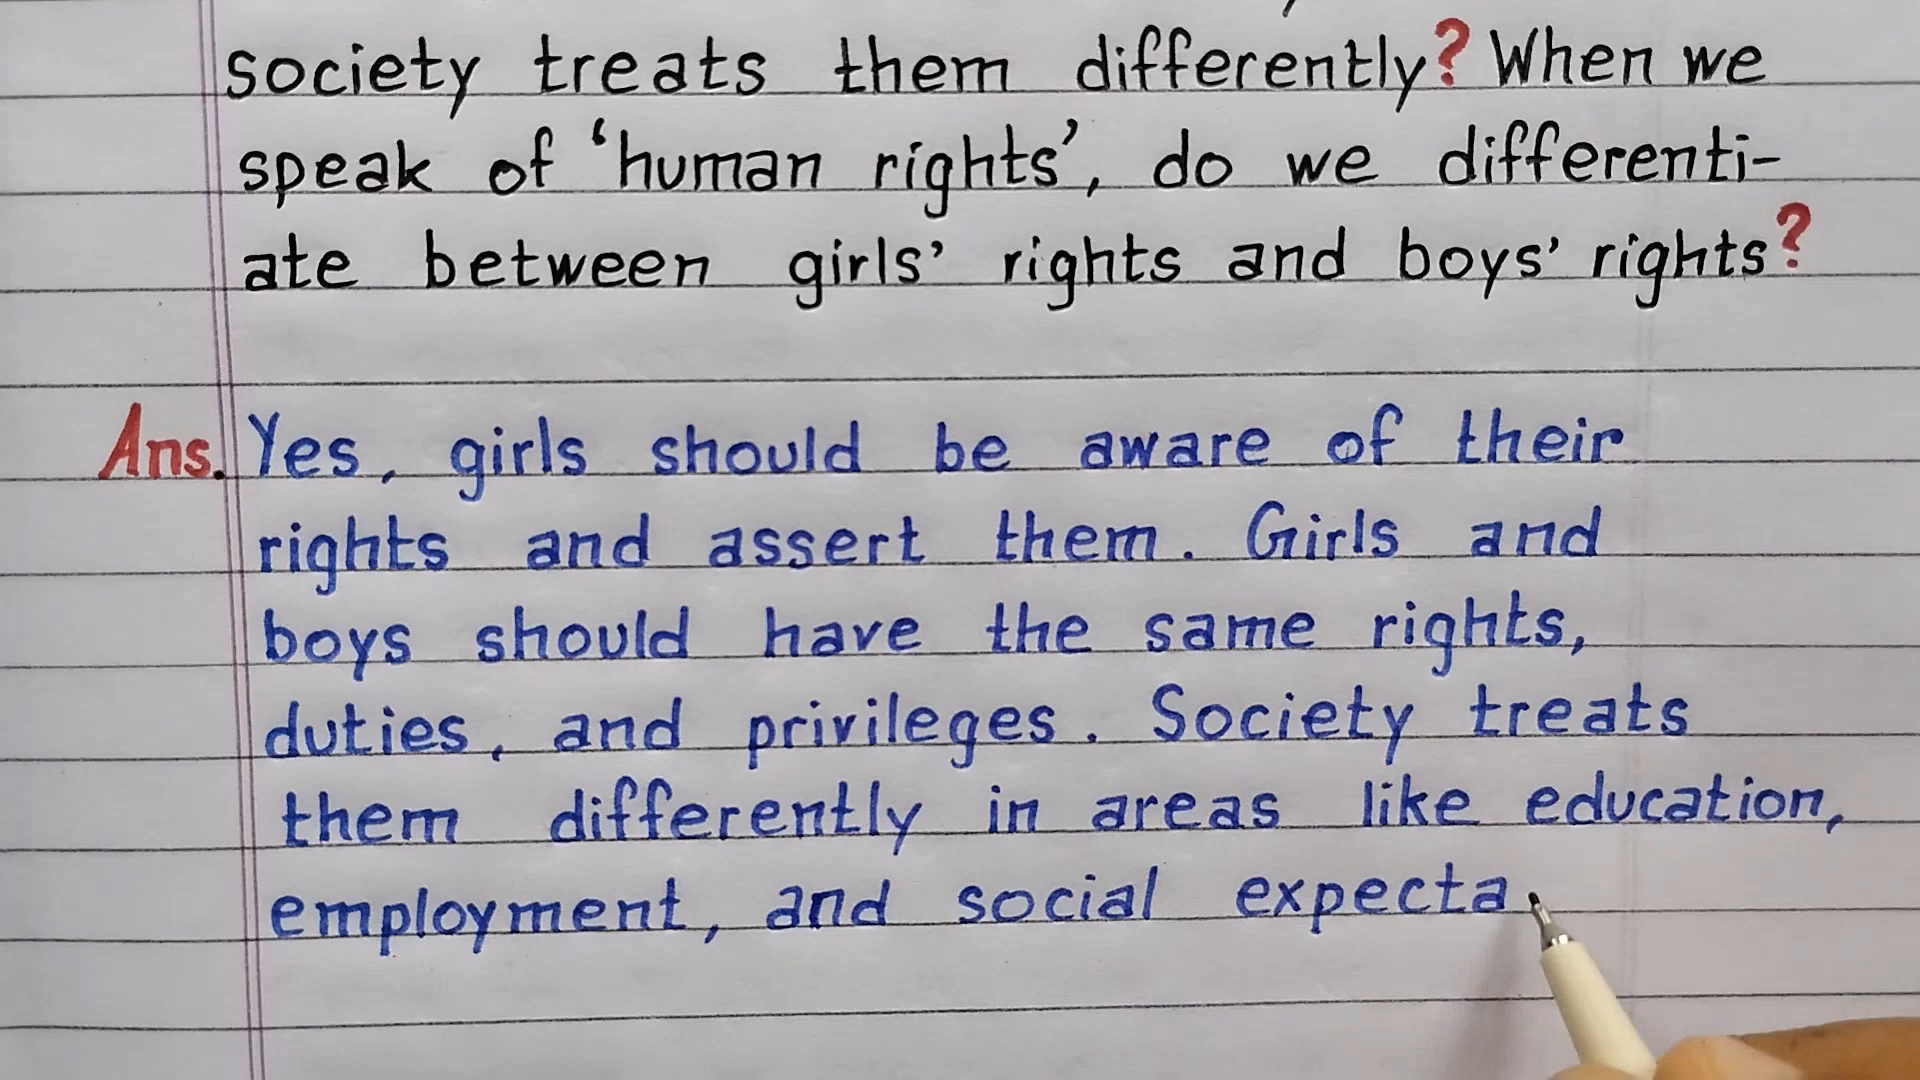 society treats them differently? When we
speak of ‘human rights’, do we differenti-
ate between girls’ rights and boys’ rights?
Ans. Yes, girls should be aware of their
rights and assert them. Girls and
boys should have the same rights,
duties, and privileges. Society treats
them differently in areas like education,
employment, and social expecta